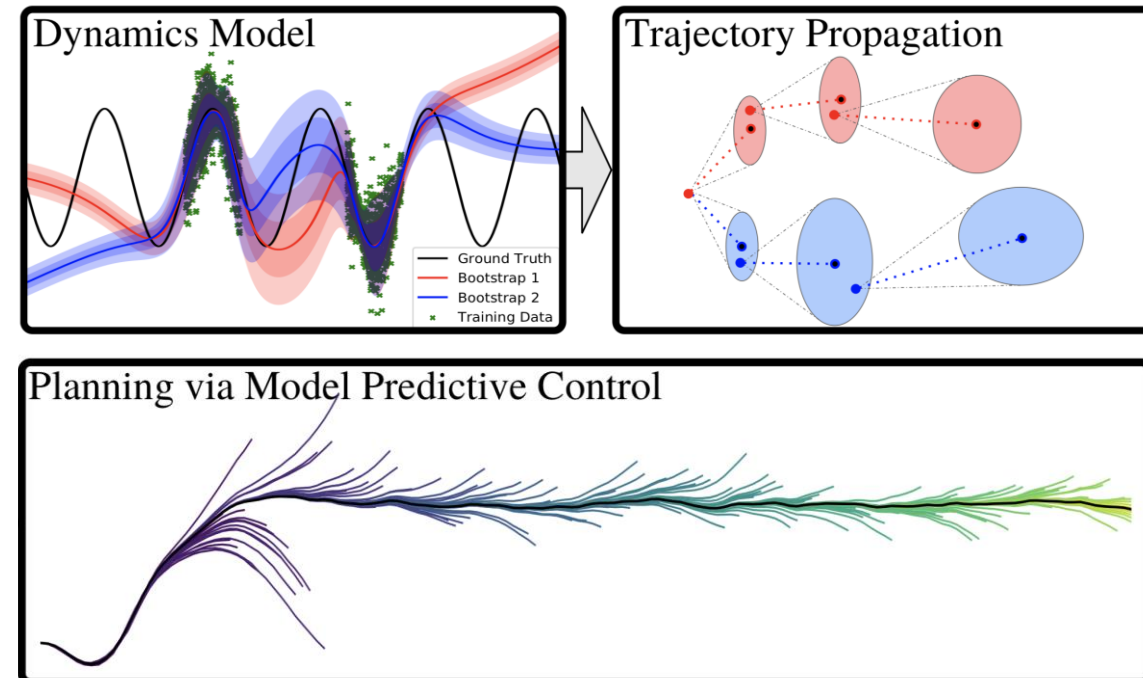 Dynamics Model
Ground Truth
Bootstrap 1
Bootstrap 2
Training Data
Trajectory Propagation
Planning via Model Predictive Control